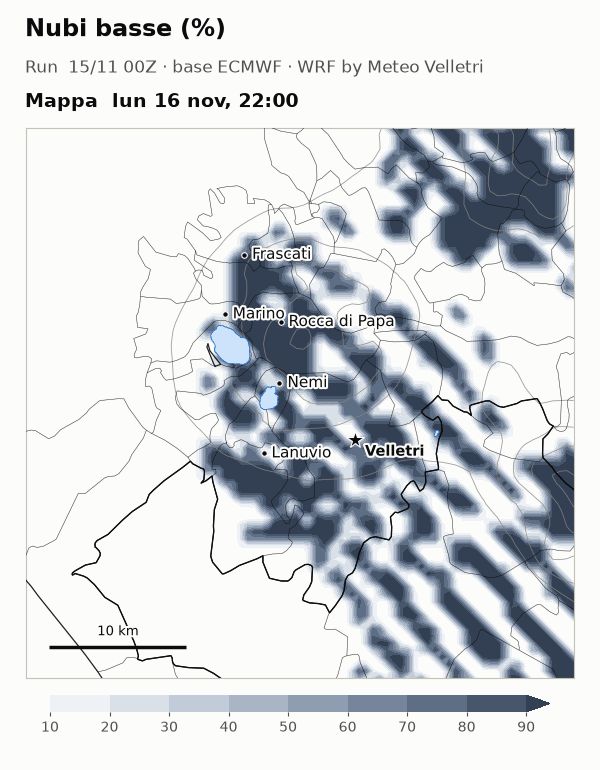 Nubi basse (%)
Run  15/11 00Z · base ECMWF · WRF by Meteo Velletri
Mappa  lun 16 nov, 22:00
Frascati
Marino
Rocca di Papa
Nemi
Velletri
Lanuvio
10 km
10 20 30 40 50 60 70 80 90